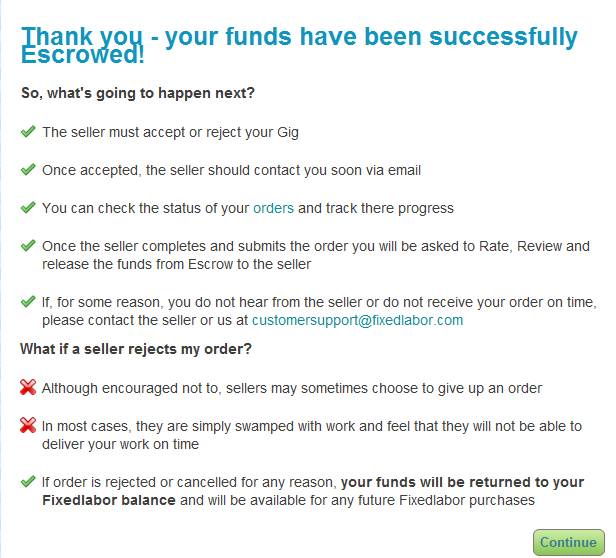 Thank you - your funds have been successfully
Escrowed!
So, what's going to happen next?
The seller must accept or reject your Gig
Once accepted, the seller should contact you soon via email
You can check the status of your orders and track there progress
Once the seller completes and submits the order you will be asked to Rate, Review and
release the funds from Escrow to the seller
If, for some reason, you do not hear from the seller or do not receive your order on time,
please contact the seller or us at customersupport@fixedlabor.com
What if a seller rejects my order?
Although encouraged not to, sellers may sometimes choose to give up an order
In most cases, they are simply swamped with work and feel that they will not be able to
deliver your work on time
If order is rejected or cancelled for any reason, your funds will be returned to your
Fixedlabor balance and will be available for any future Fixedlabor purchases
Continue